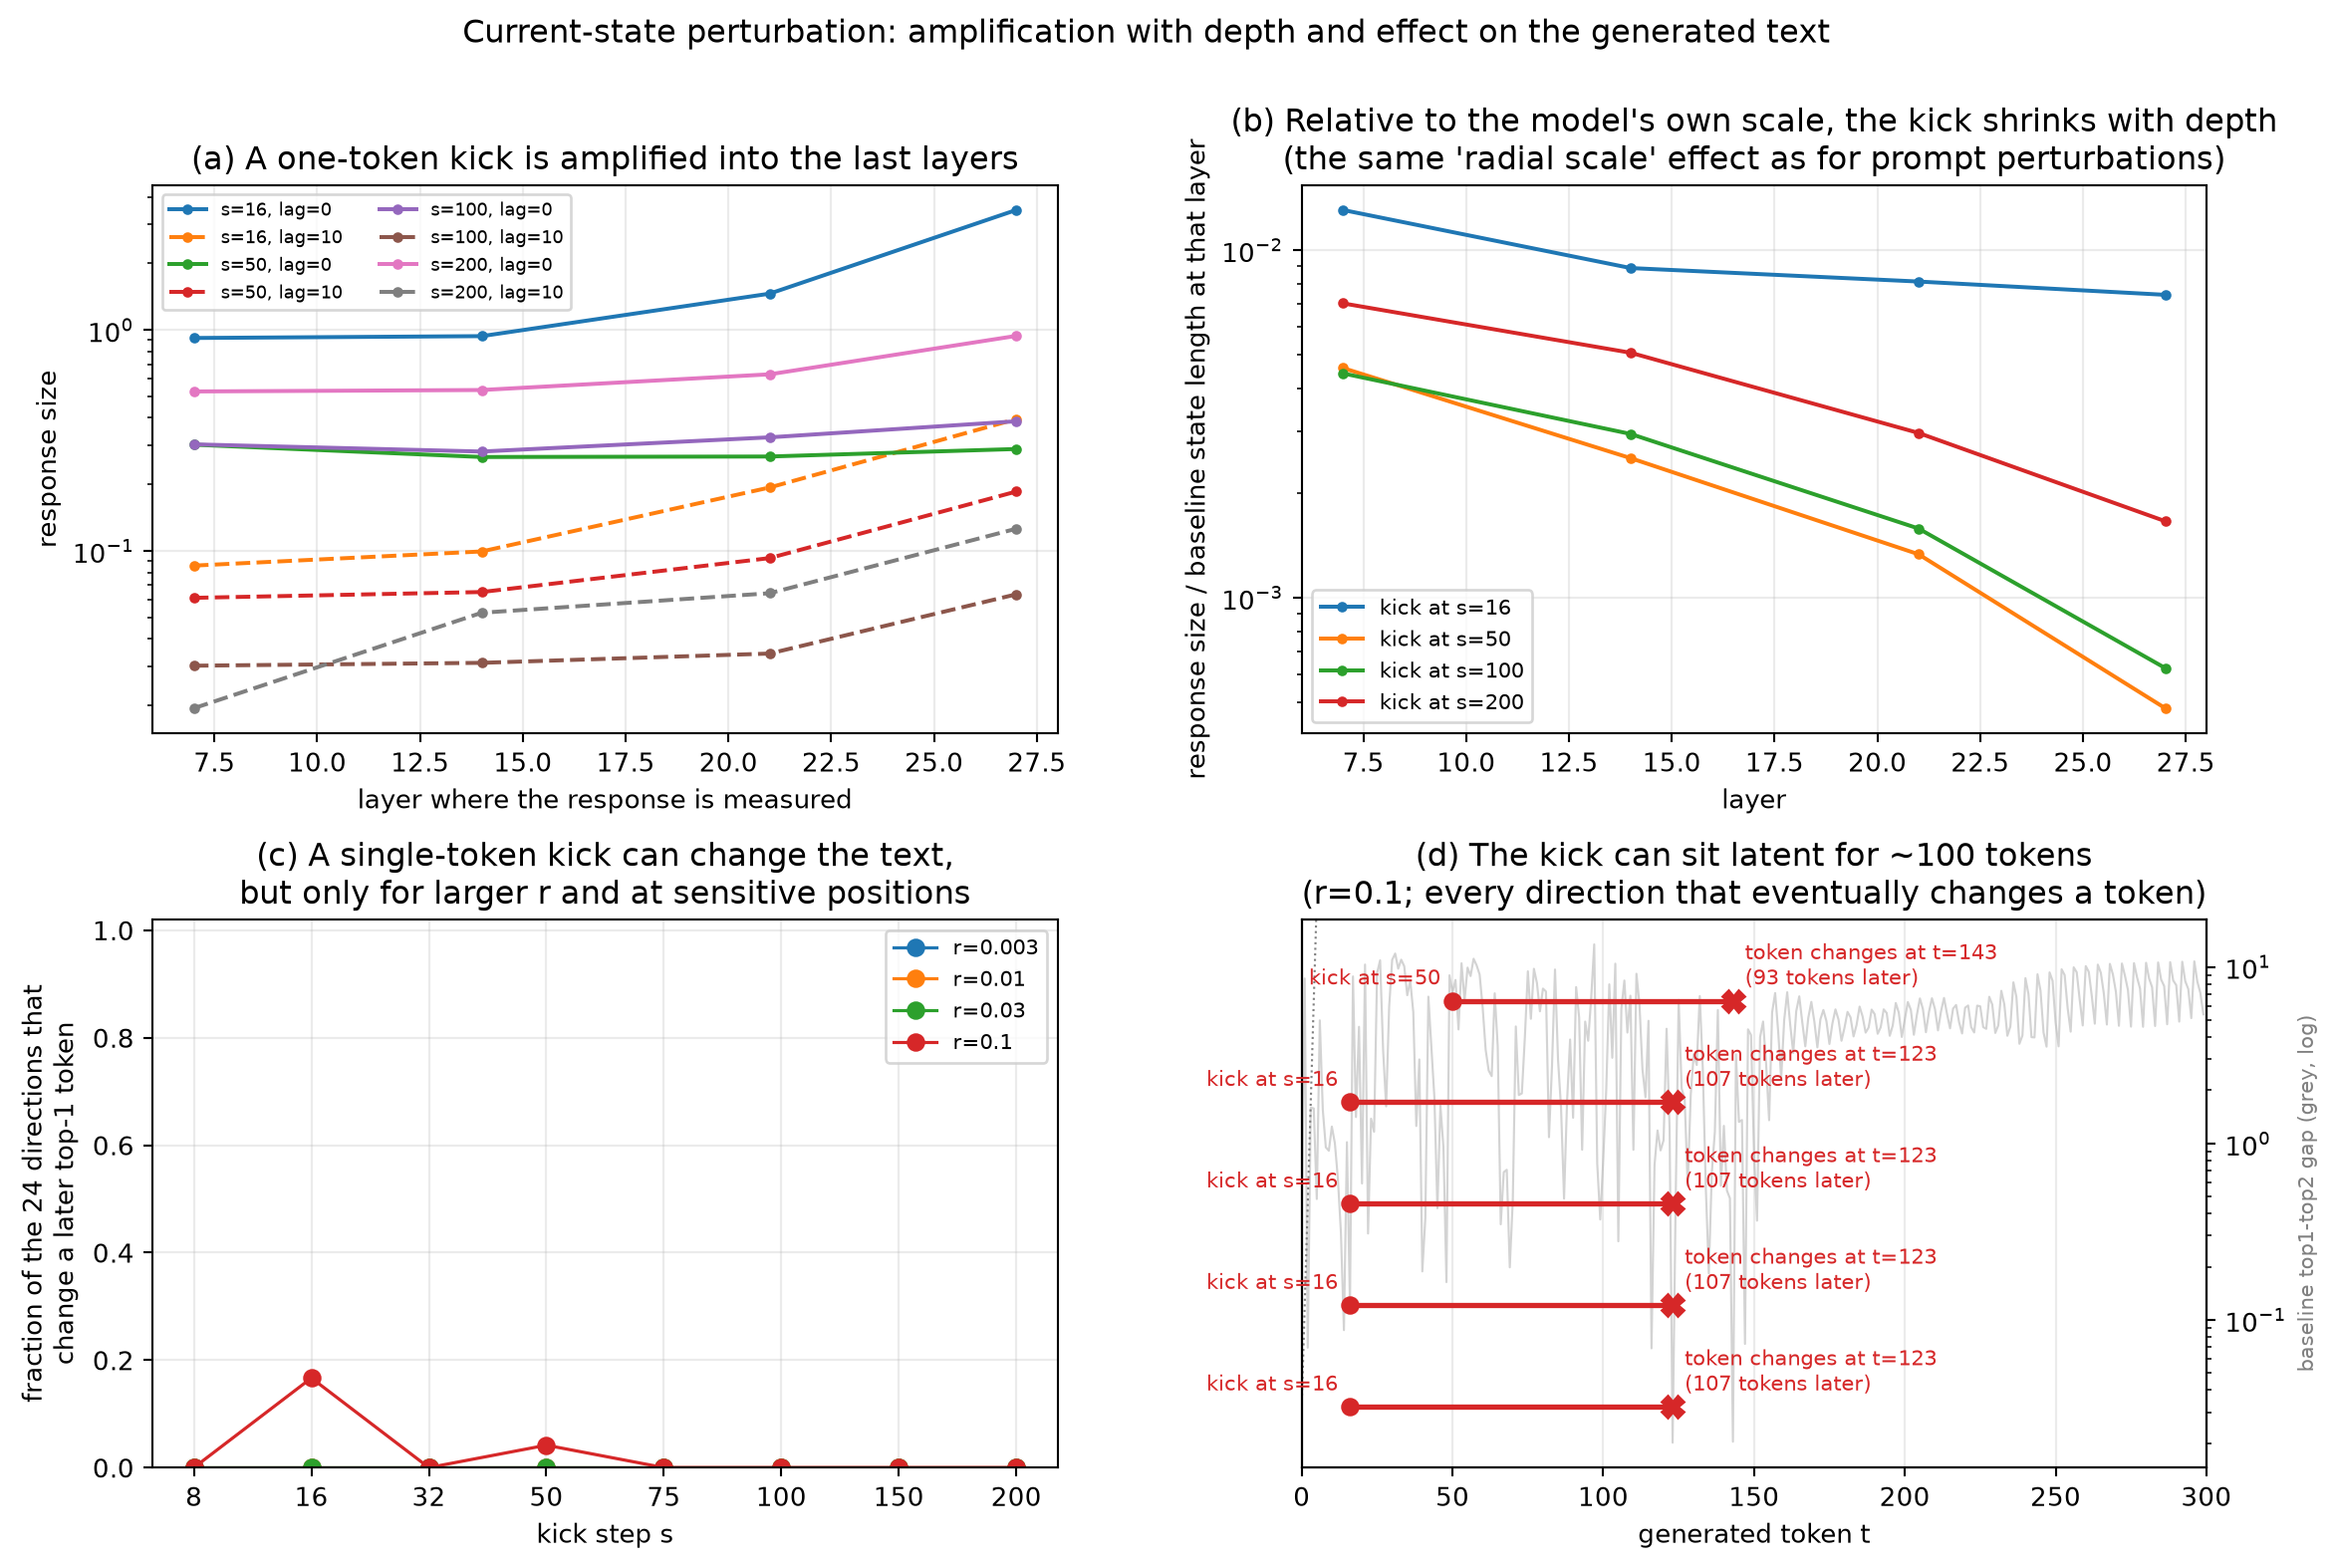 Current-state perturbation: amplification with depth and effect on the generated text
(a) A one-token kick is amplified into the last layers
s=16, lag=0
s=16, lag=10
s=50, lag=0
s=50, lag=10
s=100, lag=0
s=100, lag=10
s=200, lag=0
s=200, lag=10
response size
10⁰
10⁻¹
7.5 10.0 12.5 15.0 17.5 20.0 22.5 25.0 27.5
layer where the response is measured
(b) Relative to the model's own scale, the kick shrinks with depth
(the same 'radial scale' effect as for prompt perturbations)
response size / baseline state length at that layer
10⁻²
10⁻³
kick at s=16
kick at s=50
kick at s=100
kick at s=200
7.5 10.0 12.5 15.0 17.5 20.0 22.5 25.0 27.5
layer
(c) A single-token kick can change the text,
but only for larger r and at sensitive positions
fraction of the 24 directions that
change a later top-1 token
1.0
0.8
0.6
0.4
0.2
0.0
r=0.003
r=0.01
r=0.03
r=0.1
8 16 32 50 75 100 150 200
kick step s
(d) The kick can sit latent for ~100 tokens
(r=0.1; every direction that eventually changes a token)
kick at s=50
token changes at t=143
(93 tokens later)
kick at s=16
token changes at t=123
(107 tokens later)
kick at s=16
token changes at t=123
(107 tokens later)
kick at s=16
token changes at t=123
(107 tokens later)
kick at s=16
token changes at t=123
(107 tokens later)
10¹
10⁰
10⁻¹
baseline top1-top2 gap (grey, log)
0 50 100 150 200 250 300
generated token t